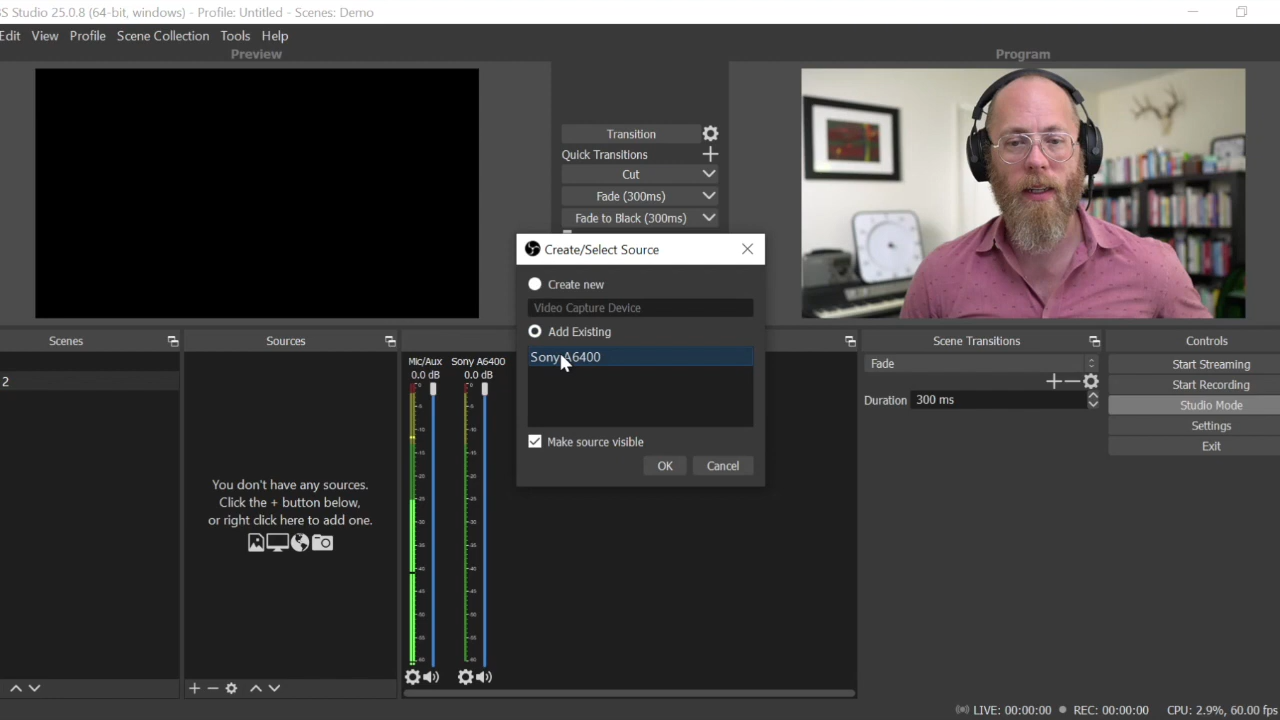 S Studio 25.0.8 (64-bit, windows) - Profile: Untitled - Scenes: Demo
Edit View Profile Scene Collection Tools Help
Preview
Program
Transition
Quick Transitions
Cut
Fade (300ms)
Fade to Black (300ms)
Create/Select Source
Create new
Video Capture Device
Add Existing
Sony A6400
Make source visible
OK Cancel
Scenes
2
Sources
You don't have any sources.
Click the + button below,
or right click here to add one.
Mic/Aux Sony A6400
0.0 dB 0.0 dB
Scene Transitions
Fade
Duration 300 ms
Controls
Start Streaming
Start Recording
Studio Mode
Settings
Exit
LIVE: 00:00:00 REC: 00:00:00 CPU: 2.9%, 60.00 fps